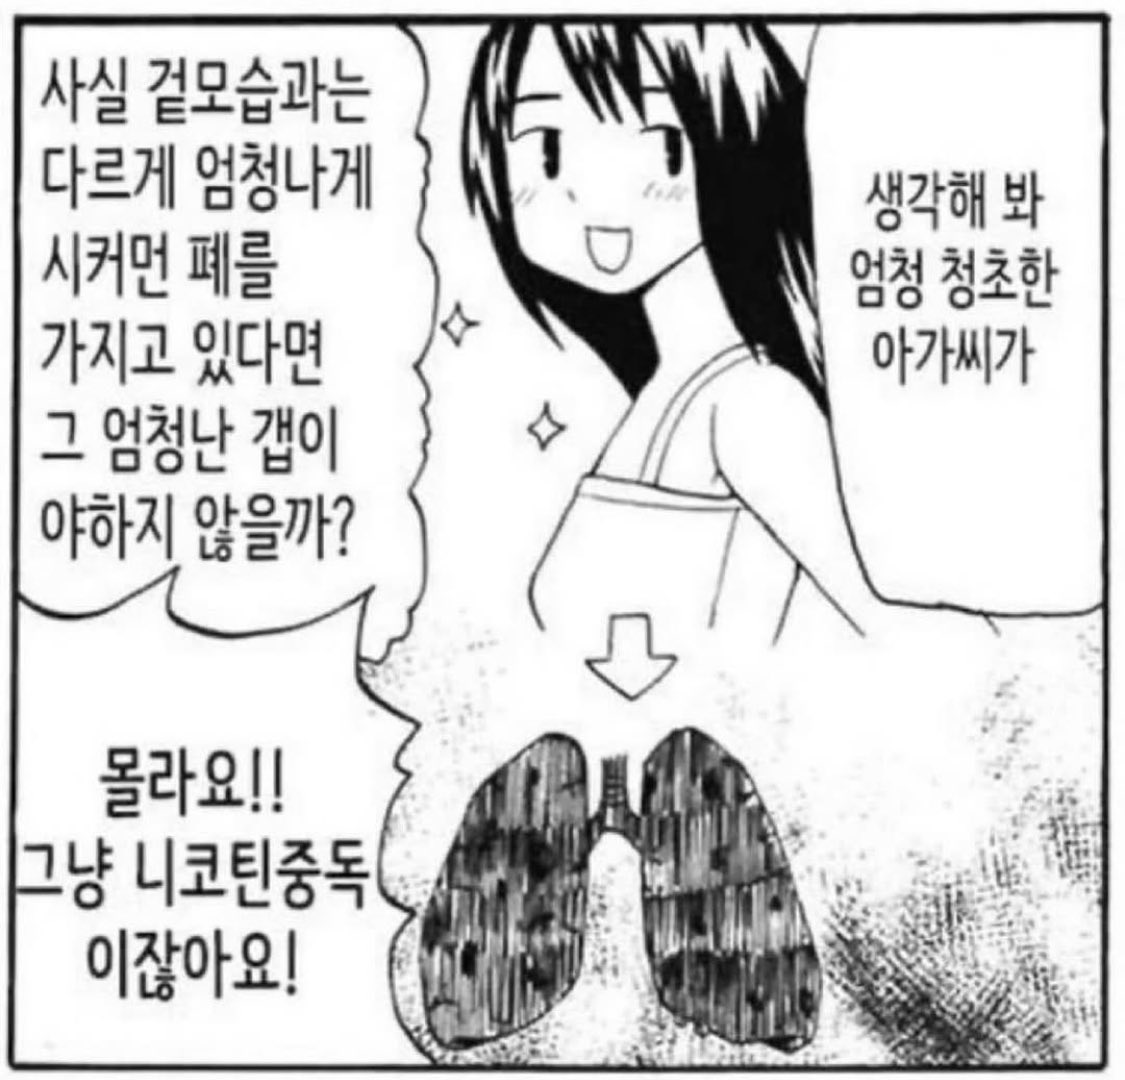 생각해 봐
엄청 청초한
아가씨가
사실 겉모습과는
다르게 엄청나게
시커먼 폐를
가지고 있다면
그 엄청난 갭이
야하지 않을까?
몰라요!!
그냥 니코틴중독
이잖아요!